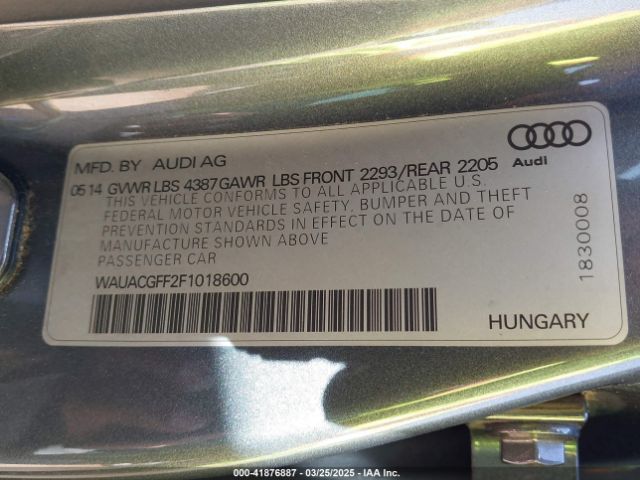 MFD. BY AUDI AG
Audi
0514 GVWR LBS 4387 GAWR LBS FRONT 2293/REAR 2205
THIS VEHICLE CONFORMS TO ALL APPLICABLE U.S.
FEDERAL MOTOR VEHICLE SAFETY, BUMPER AND THEFT
PREVENTION STANDARDS IN EFFECT ON THE DATE OF
MANUFACTURE SHOWN ABOVE
PASSENGER CAR
1830008
WAUACGFF2F1018600
HUNGARY
000-41876887 - 03/25/2025 - IAA Inc.